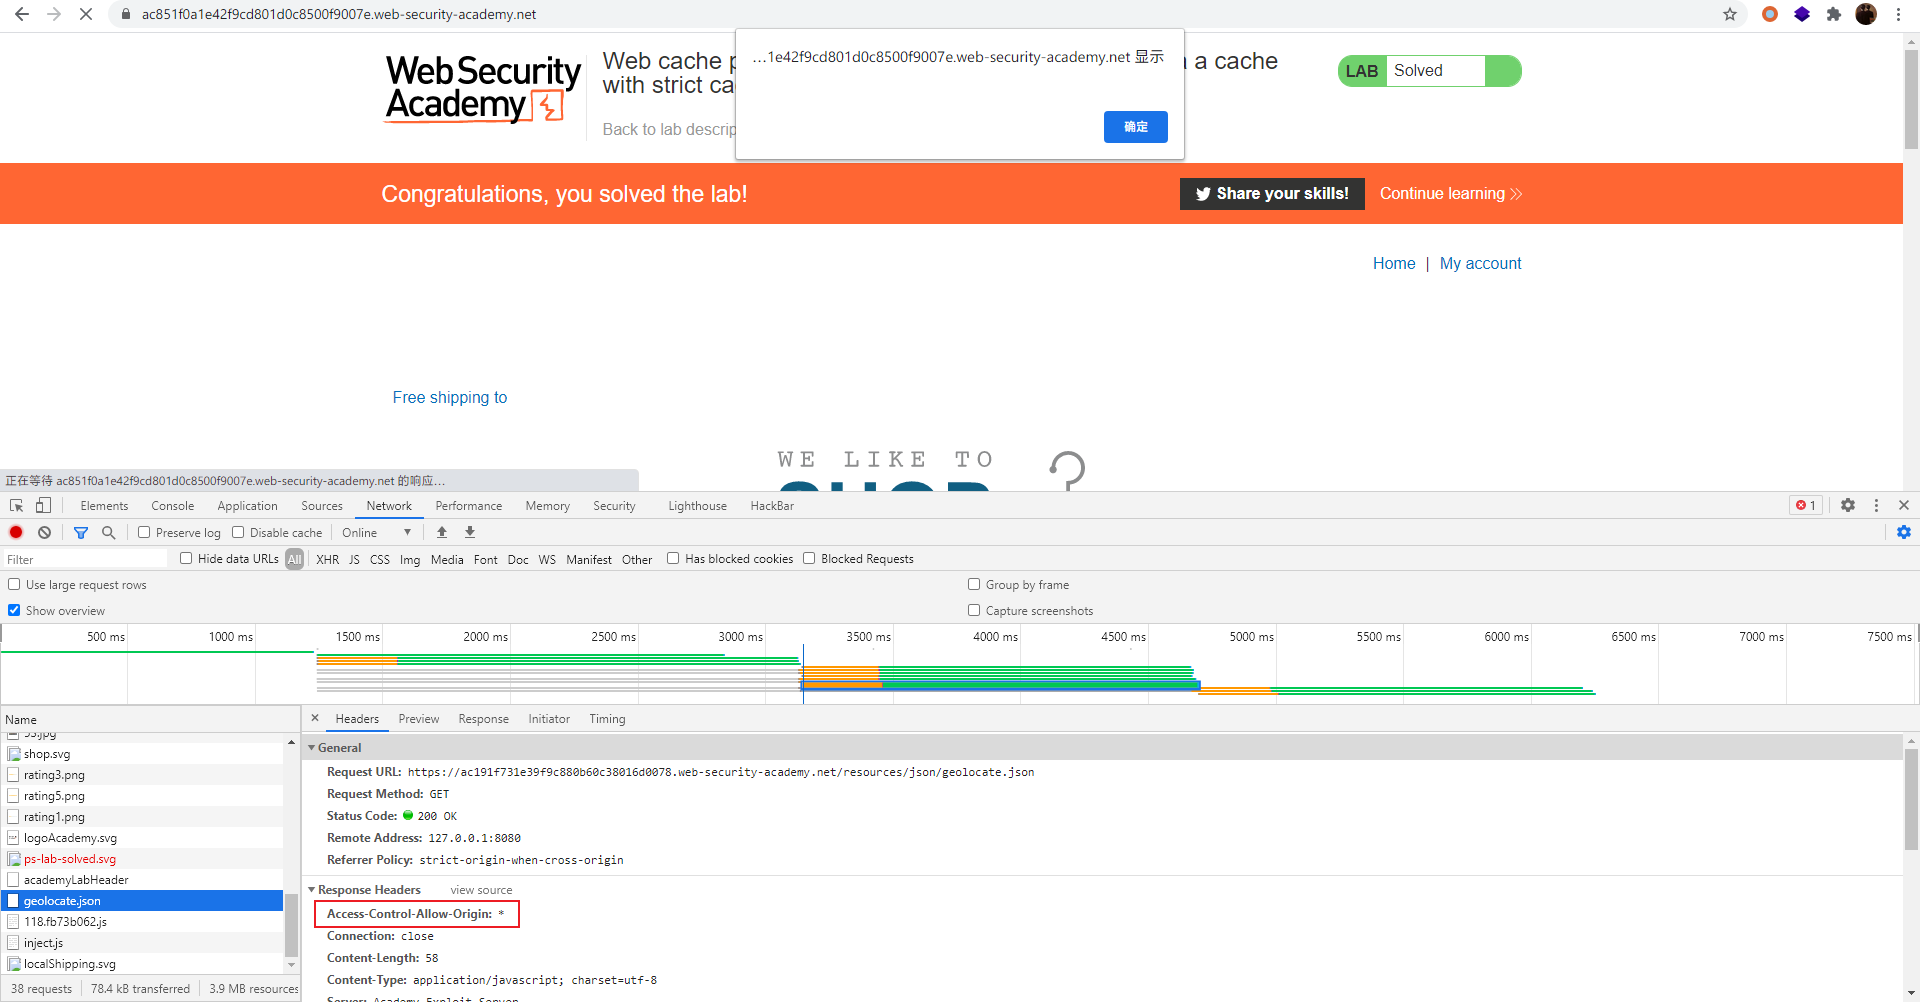 ac851f0a1e42f9cd801d0c8500f9007e.web-security-academy.net
…1e42f9cd801d0c8500f9007e.web-security-academy.net 显示
确定
Web Security
Academy
Web cache p
a cache
with strict ca
Back to lab descrip
LAB Solved
Congratulations, you solved the lab!
Share your skills!
Continue learning
Home | My account
Free shipping to
WE LIKE TO
SHOP
正在等待 ac851f0a1e42f9cd801d0c8500f9007e.web-security-academy.net 的响应…
Elements Console Application Sources Network Performance Memory Security Lighthouse HackBar 1
Preserve log Disable cache Online
Filter Hide data URLs All XHR JS CSS Img Media Font Doc WS Manifest Other Has blocked cookies Blocked Requests
Use large request rows Group by frame
Show overview Capture screenshots
500 ms 1000 ms 1500 ms 2000 ms 2500 ms 3000 ms 3500 ms 4000 ms 4500 ms 5000 ms 5500 ms 6000 ms 6500 ms 7000 ms 7500 ms
Name
shop.svg
rating3.png
rating5.png
rating1.png
logoAcademy.svg
ps-lab-solved.svg
academyLabHeader
geolocate.json
118.fb73b062.js
inject.js
localShipping.svg
38 requests 78.4 kB transferred 3.9 MB resources
Headers Preview Response Initiator Timing
General
Request URL: https://ac191f731e39f9c880b60c38016d0078.web-security-academy.net/resources/json/geolocate.json
Request Method: GET
Status Code: 200 OK
Remote Address: 127.0.0.1:8080
Referrer Policy: strict-origin-when-cross-origin
Response Headers view source
Access-Control-Allow-Origin: *
Connection: close
Content-Length: 58
Content-Type: application/javascript; charset=utf-8
Server: Academy Exploit Server